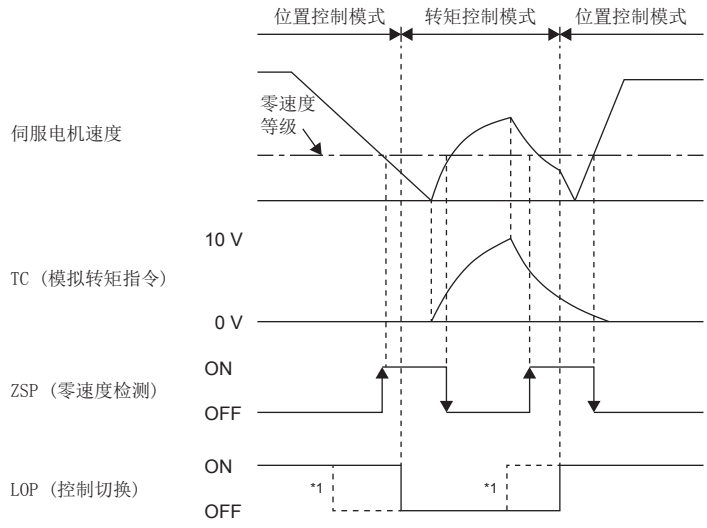 位置控制模式 转矩控制模式 位置控制模式
零速度
等级
伺服电机速度
10 V
TC (模拟转矩指令)
0 V
ON
ZSP (零速度检测)
OFF
ON
LOP (控制切换)
*1 *1
OFF